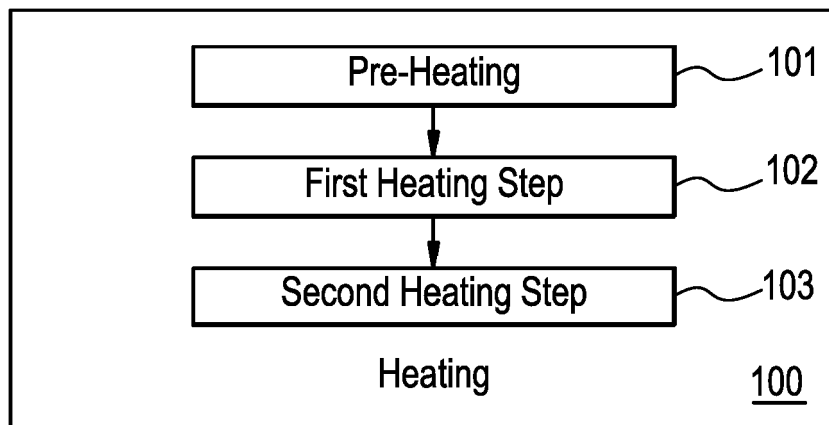 Pre-Heating 101
First Heating Step 102
Second Heating Step 103
Heating 100